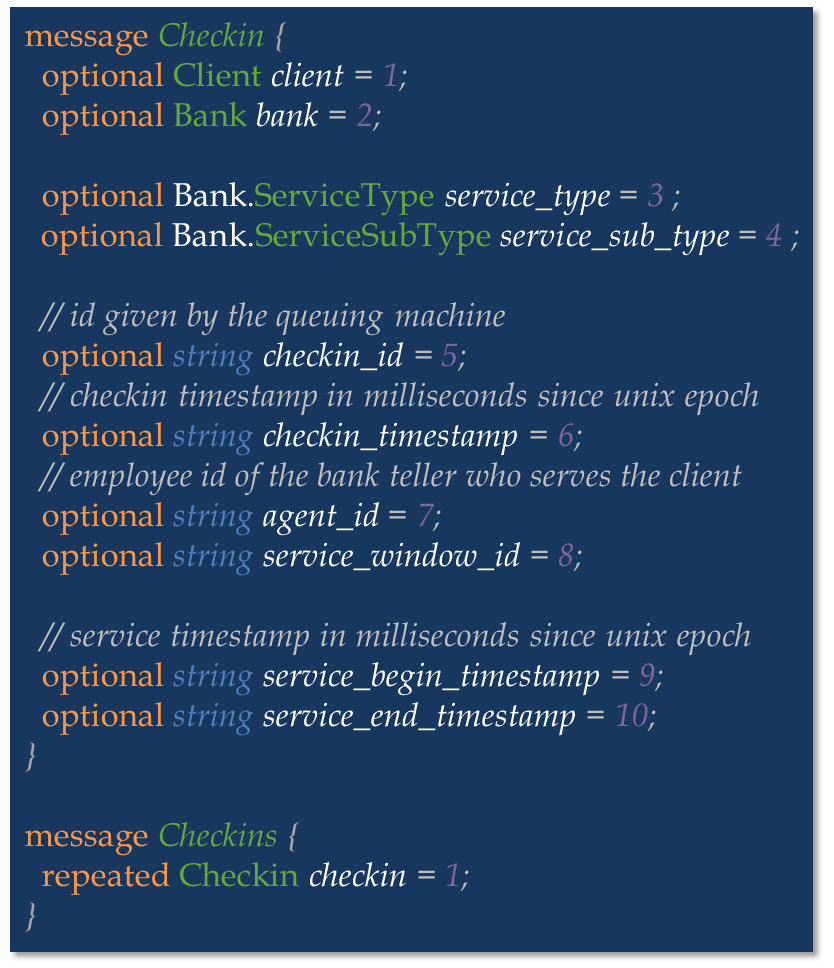 message Checkin {
optional Client client = 1;
optional Bank bank = 2;
optional Bank.ServiceType service_type = 3 ;
optional Bank.ServiceSubType service_sub_type = 4 ;
// id given by the queuing machine
optional string checkin_id = 5;
// checkin timestamp in milliseconds since unix epoch
optional string checkin_timestamp = 6;
// employee id of the bank teller who serves the client
optional string agent_id = 7;
optional string service_window_id = 8;
// service timestamp in milliseconds since unix epoch
optional string service_begin_timestamp = 9;
optional string service_end_timestamp = 10;
}
message Checkins {
repeated Checkin checkin = 1;
}